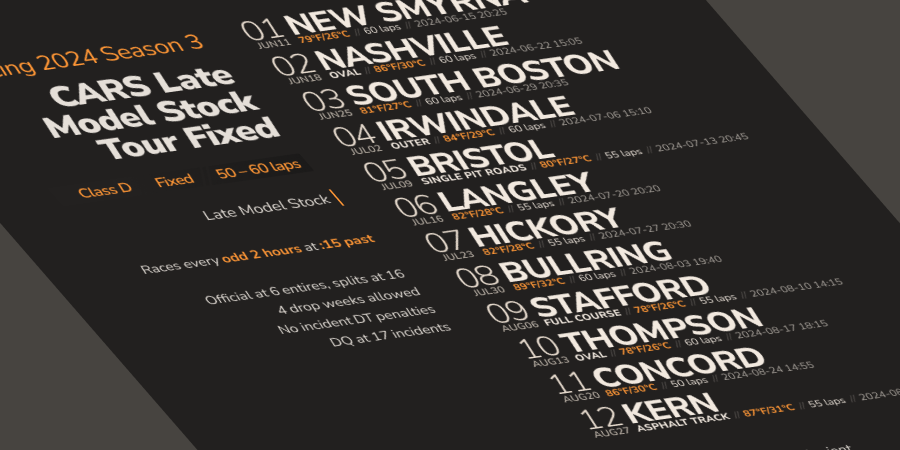 ing 2024 Season 3
CARS Late
Model Stock
Tour Fixed
Class D Fixed 50 – 60 laps
Late Model Stock
Races every odd 2 hours at :15 past
Official at 6 entires, splits at 16
4 drop weeks allowed
No incident DT penalties
DQ at 17 incidents
01 NEW SMYRNA
JUN11 79°F/26°C // 60 laps // 2024-06-15 20:25
02 NASHVILLE
JUN18 OVAL // 86°F/30°C // 60 laps // 2024-06-22 15:05
03 SOUTH BOSTON
JUN25 81°F/27°C // 60 laps // 2024-06-29 20:35
04 IRWINDALE
JUL02 OUTER // 84°F/29°C // 60 laps // 2024-07-06 15:10
05 BRISTOL
JUL09 SINGLE PIT ROADS // 80°F/27°C // 55 laps // 2024-07-13 20:45
06 LANGLEY
JUL16 82°F/28°C // 55 laps // 2024-07-20 20:20
07 HICKORY
JUL23 82°F/28°C // 55 laps // 2024-07-27 20:30
08 BULLRING
JUL30 89°F/32°C // 60 laps // 2024-08-03 19:40
09 STAFFORD
AUG06 FULL COURSE // 78°F/26°C // 55 laps // 2024-08-10 14:15
10 THOMPSON
AUG13 OVAL // 78°F/26°C // 60 laps // 2024-08-17 18:15
11 CONCORD
AUG20 86°F/30°C // 50 laps // 2024-08-24 14:55
12 KERN
AUG27 ASPHALT TRACK // 87°F/31°C // 55 laps // 2024-08